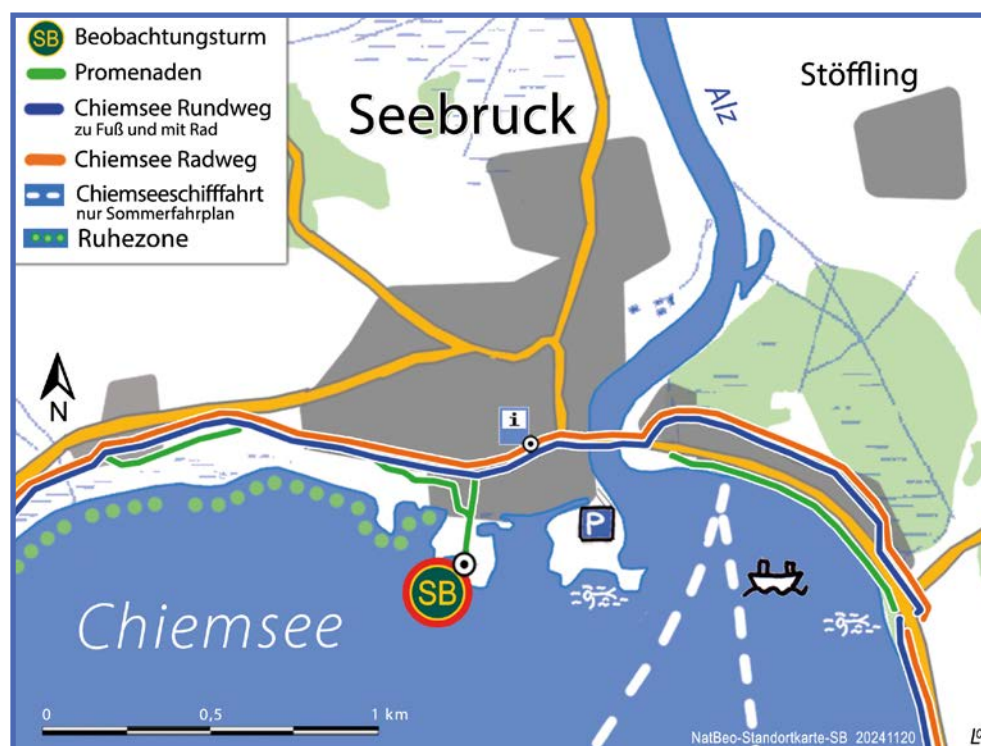 SB Beobachtungsturm
Promenaden
Chiemsee Rundweg
zu Fuß und mit Rad
Chiemsee Radweg
Chiemseeschifffahrt
nur Sommerfahrplan
Ruhezone
Seebruck
Alz
Stöffling
N
i
P
SB
Chiemsee
0 0,5 1 km
NatBeo-Standortkarte-SB 20241120